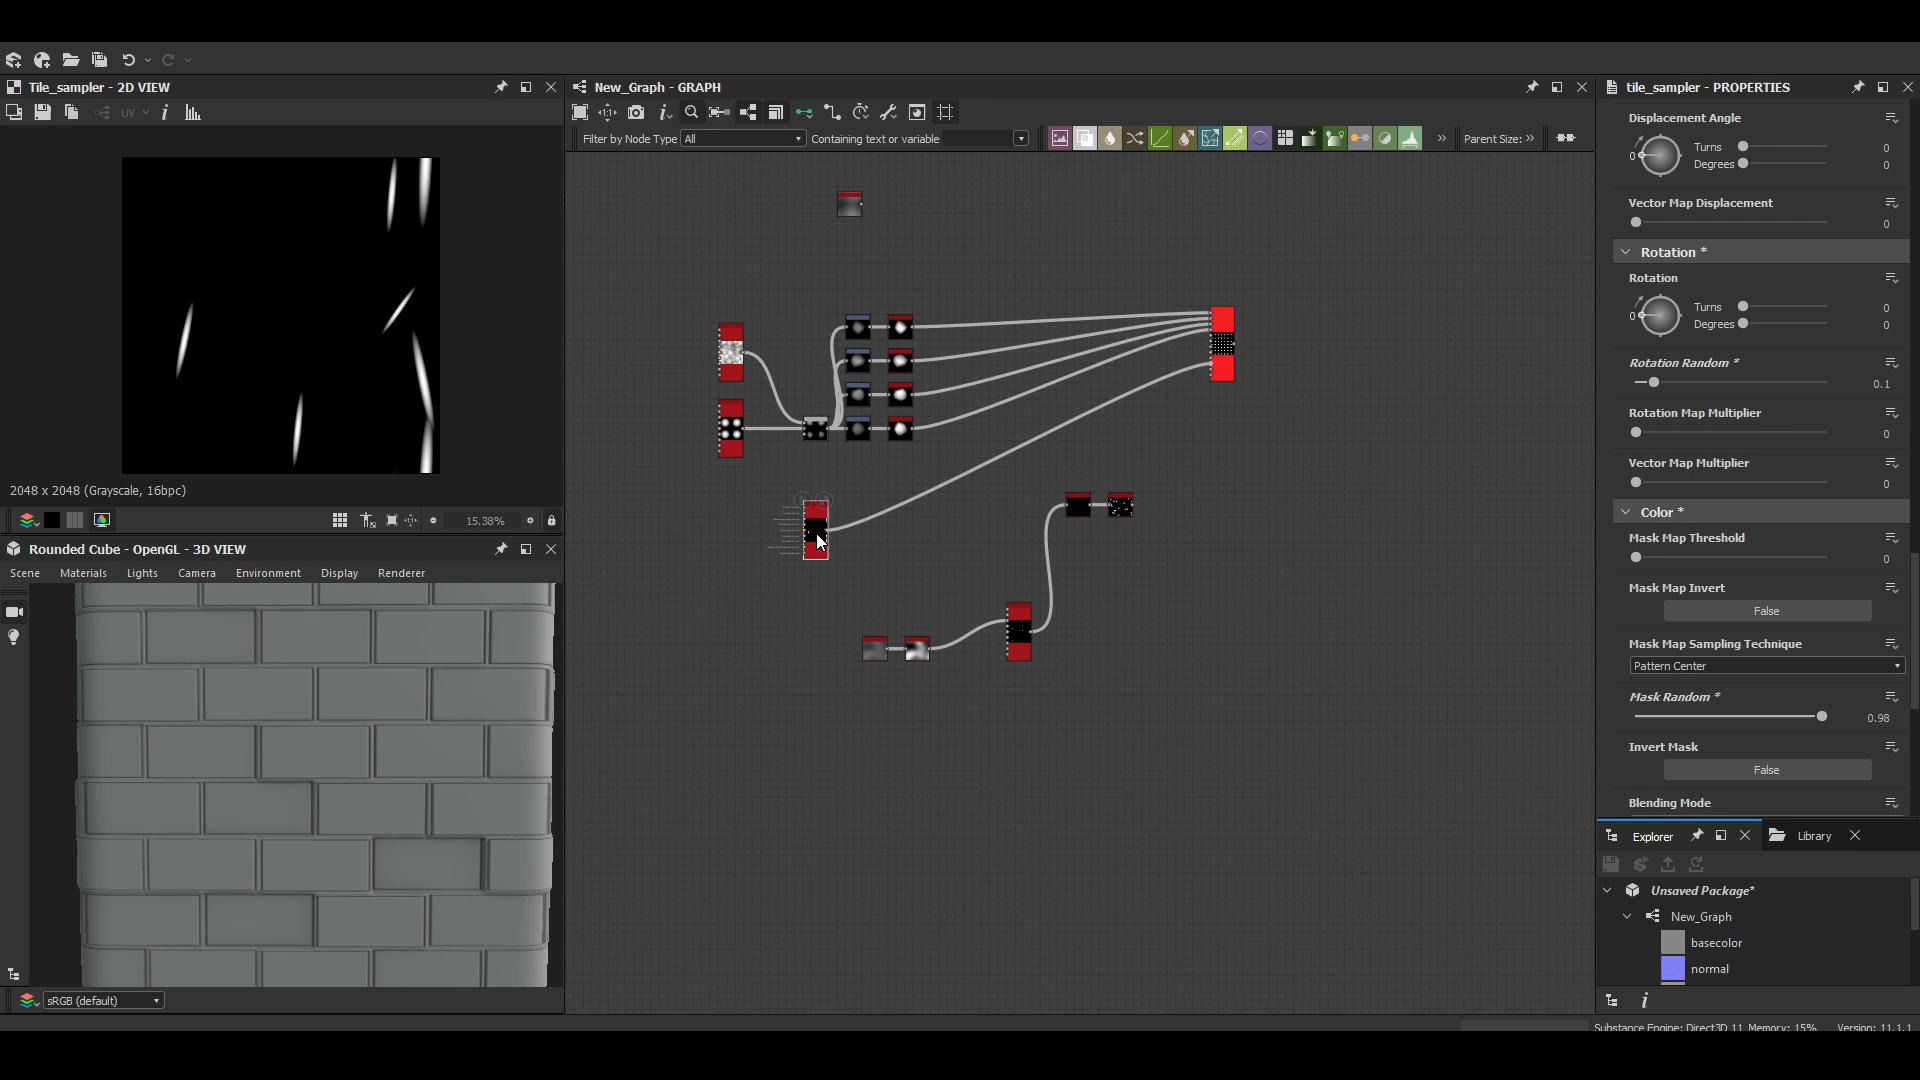 Tile_sampler - 2D VIEW
UV
2048 x 2048 (Grayscale, 16bpc)
15.38%
Rounded Cube - OpenGL - 3D VIEW
Scene Materials Lights Camera Environment Display Renderer
sRGB (default)
New_Graph - GRAPH
Filter by Node Type All Containing text or variable
Parent Size:
tile_sampler - PROPERTIES
Displacement Angle
0 Turns 0
Degrees 0
Vector Map Displacement
0
Rotation *
Rotation
0 Turns 0
Degrees 0
Rotation Random *
0.1
Rotation Map Multiplier
0
Vector Map Multiplier
0
Color *
Mask Map Threshold
0
Mask Map Invert
False
Mask Map Sampling Technique
Pattern Center
Mask Random *
0.98
Invert Mask
False
Blending Mode
Explorer Library
Unsaved Package*
New_Graph
basecolor
normal
Substance Engine: Direct3D 11 Memory: 15% Version: 11.1.1